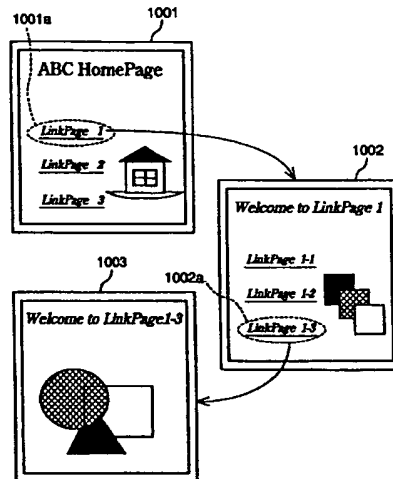 1001a
1001
ABC HomePage
LinkPage 1
LinkPage 2
LinkPage 3
1002
Welcome to LinkPage 1
LinkPage 1-1
LinkPage 1-2
1002a
LinkPage 1-3
1003
Welcome to LinkPage1-3